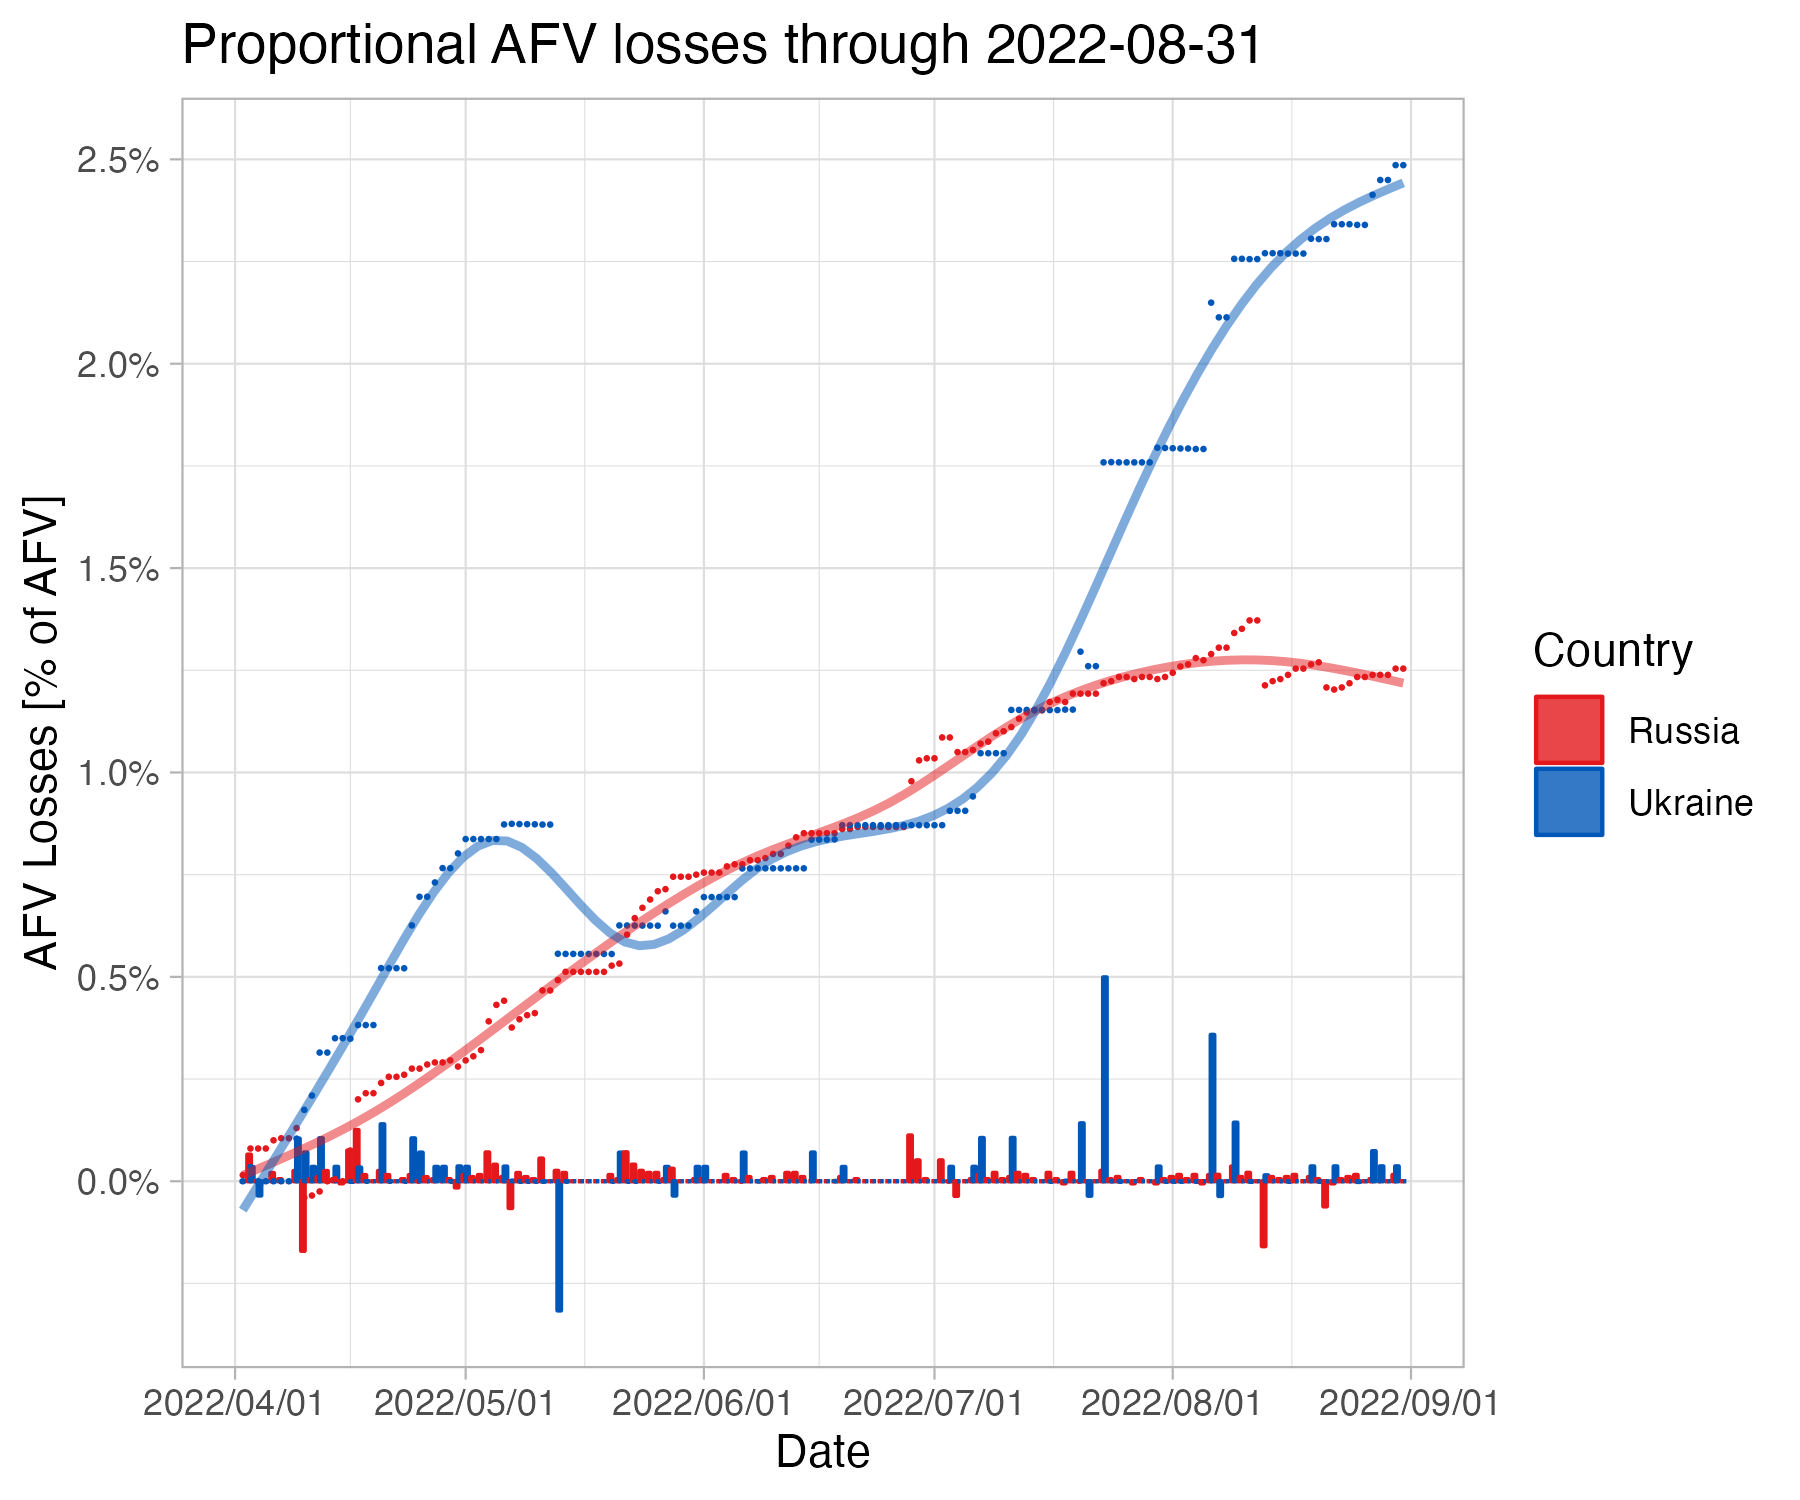 Proportional AFV losses through 2022-08-31
AFV Losses [% of AFV]
2.5%
2.0%
1.5%
1.0%
0.5%
0.0%
2022/04/01
2022/05/01
2022/06/01
2022/07/01
2022/08/01
2022/09/01
Date
Country
Russia
Ukraine